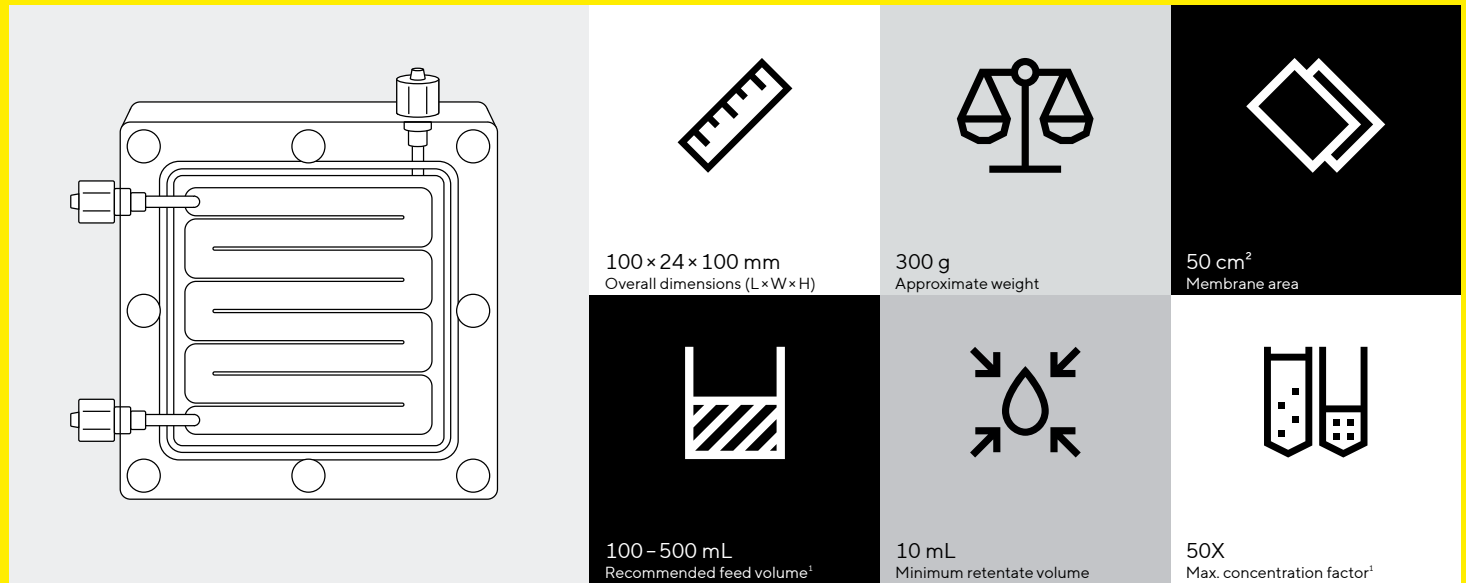 100 × 24 × 100 mm
Overall dimensions (L×W×H)
300 g
Approximate weight
50 cm²
Membrane area
100 – 500 mL
Recommended feed volume¹
10 mL
Minimum retentate volume
50X
Max. concentration factor¹